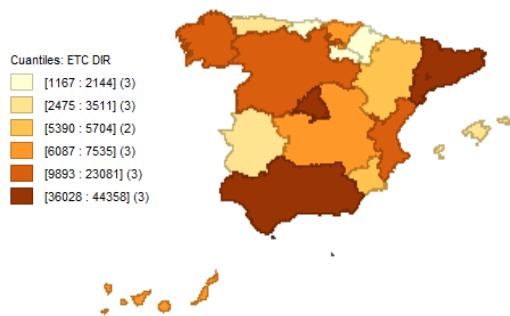 Cuantiles: ETC DIR
[1167 : 2144] (3)
[2475 : 3511] (3)
[5390 : 5704] (2)
[6087 : 7535] (3)
[9893 : 23081] (3)
[36028 : 44358] (3)